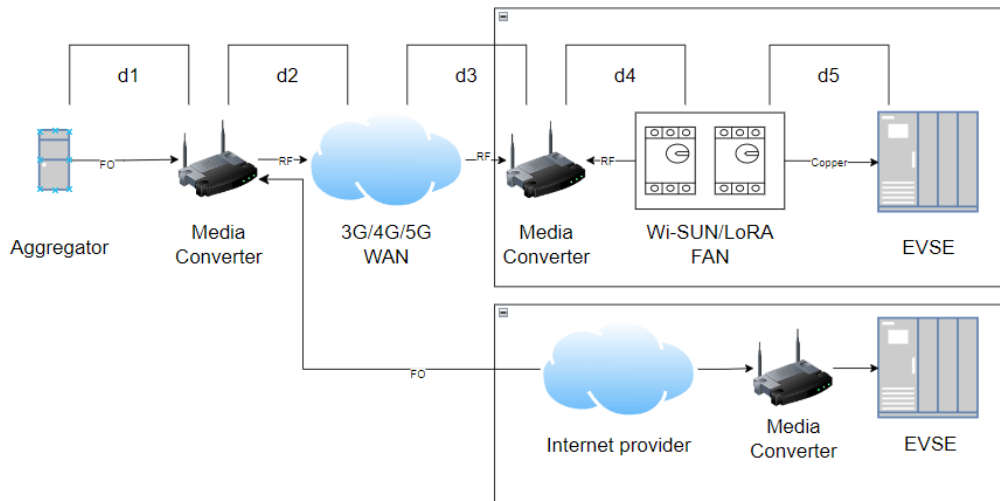 d1
d2
d3
d4
d5
FO
RF
RF
RF
Copper
Aggregator
Media
Converter
3G/4G/5G
WAN
Media
Converter
Wi-SUN/LoRA
FAN
EVSE
FO
Internet provider
Media
Converter
EVSE